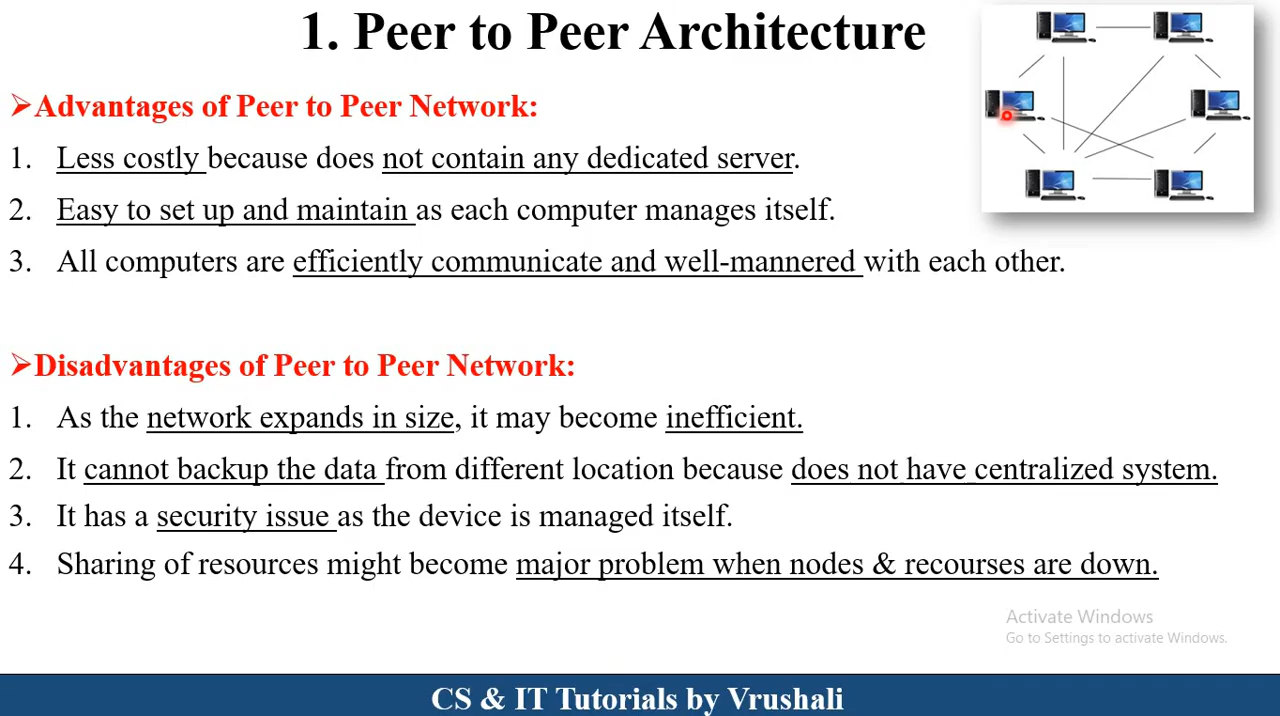 1. Peer to Peer Architecture
➢Advantages of Peer to Peer Network:
1. Less costly because does not contain any dedicated server.
2. Easy to set up and maintain as each computer manages itself.
3. All computers are efficiently communicate and well-mannered with each other.
➢Disadvantages of Peer to Peer Network:
1. As the network expands in size, it may become inefficient.
2. It cannot backup the data from different location because does not have centralized system.
3. It has a security issue as the device is managed itself.
4. Sharing of resources might become major problem when nodes & recourses are down.
Activate Windows
Go to Settings to activate Windows.
CS & IT Tutorials by Vrushali